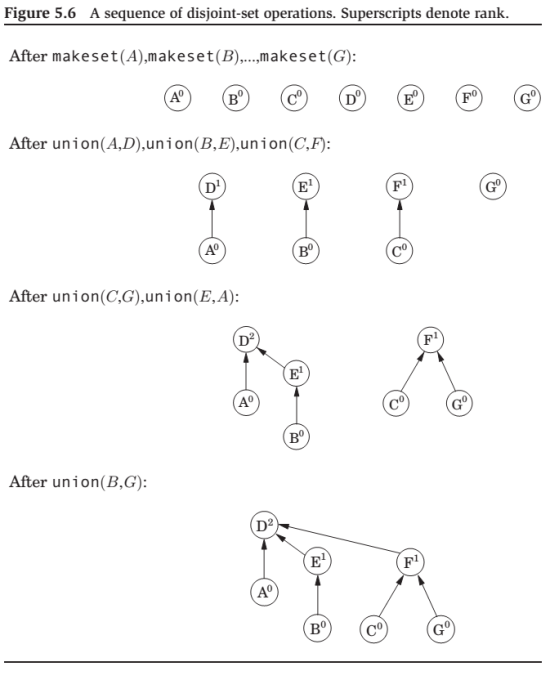 Figure 5.6 A sequence of disjoint-set operations. Superscripts denote rank.
After makeset(A),makeset(B),...,makeset(G):
A⁰ B⁰ C⁰ D⁰ E⁰ F⁰ G⁰
After union(A,D),union(B,E),union(C,F):
D¹ E¹ F¹ G⁰
A⁰ B⁰ C⁰
After union(C,G),union(E,A):
D² F¹
E¹
A⁰ C⁰ G⁰
B⁰
After union(B,G):
D²
E¹ F¹
A⁰
B⁰ C⁰ G⁰